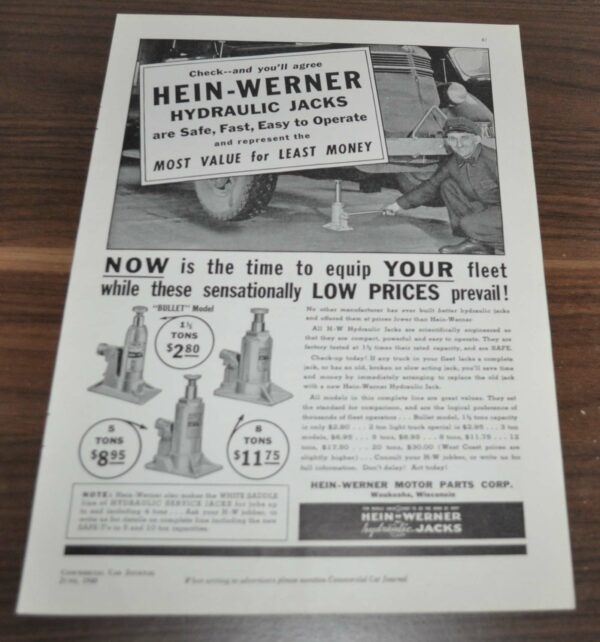 41
Check--and you'll agree
HEIN-WERNER
HYDRAULIC JACKS
are Safe, Fast, Easy to Operate
and represent the
MOST VALUE for LEAST MONEY
NOW is the time to equip YOUR fleet
while these sensationally LOW PRICES prevail!
"BULLET" Model
1½
TONS
$2 80
5
TONS
$8 95
8
TONS
$11 75
NOTE: Hein-Werner also makes the WHITE SADDLE
line of HYDRAULIC SERVICE JACKS for jobs up
to and including 4 tons... Ask your H-W jobber, or
write us for details on complete line including the new
in 5 and 10 ton capacities.
No other manufacturer has ever built better hydraulic jacks
and offered them at prices lower than Hein-Werner.
All H-W Hydraulic Jacks are scientifically engineered so
that they are compact, powerful and easy to operate. They are
factory tested at 1½ times their rated capacity, and are SAFE.
Check-up today! If any truck in your fleet lacks a complete
jack, or has an old, broken or slow acting jack, you'll save time
and money by immediately arranging to replace the old jack
with a new Hein-Werner Hydraulic Jack.
All models in this complete line are great values. They set
the standard for comparison, and are the logical preference of
thousands of fleet operators... Bullet model, 1½ tons capacity
is only $2.80 ... 2 ton light truck special is $2.95 ... 3 ton
models, $6.95 ... 5 tons, $8.95 ... 8 tons, $11.75 ... 12
tons, $17.90 ... 20 tons, $30.00 (West Coast prices are
slightly higher) ... Consult your H-W jobber, or write us for
full information. Don't delay! Act today!
HEIN-WERNER MOTOR PARTS CORP.
Waukesha, Wisconsin
HEIN-WERNER
hydraulic JACKS
Commercial Car Journal
June, 1940
When writing to advertisers please mention Commercial Car Journal